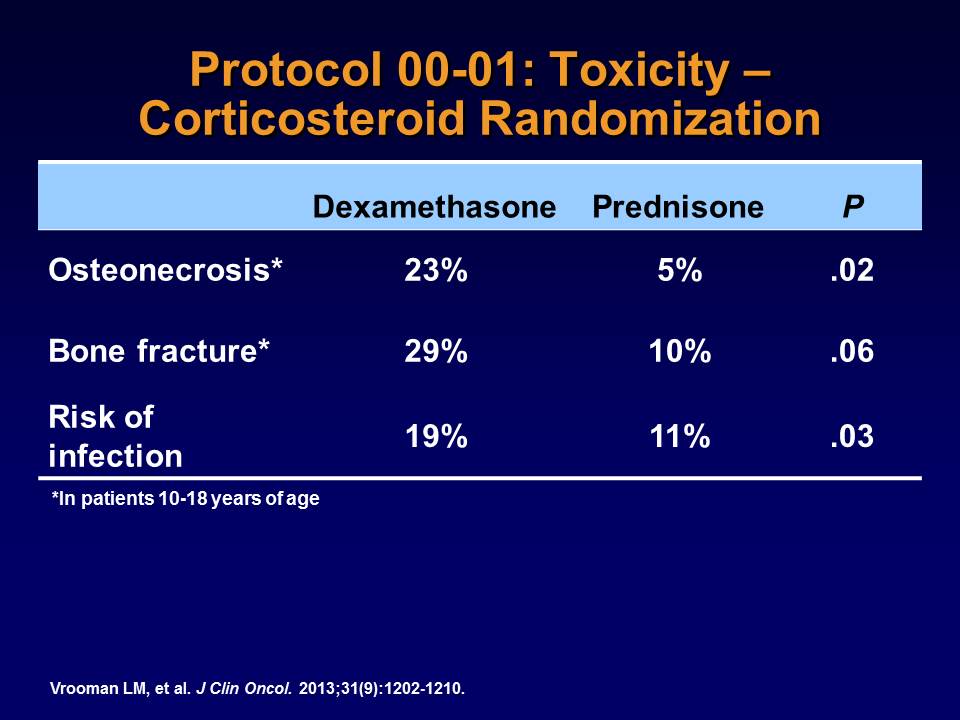 Protocol 00-01: Toxicity –
Corticosteroid Randomization
Dexamethasone Prednisone P
Osteonecrosis* 23% 5% .02
Bone fracture* 29% 10% .06
Risk of
infection 19% 11% .03
*In patients 10-18 years of age
Vrooman LM, et al. J Clin Oncol. 2013;31(9):1202-1210.